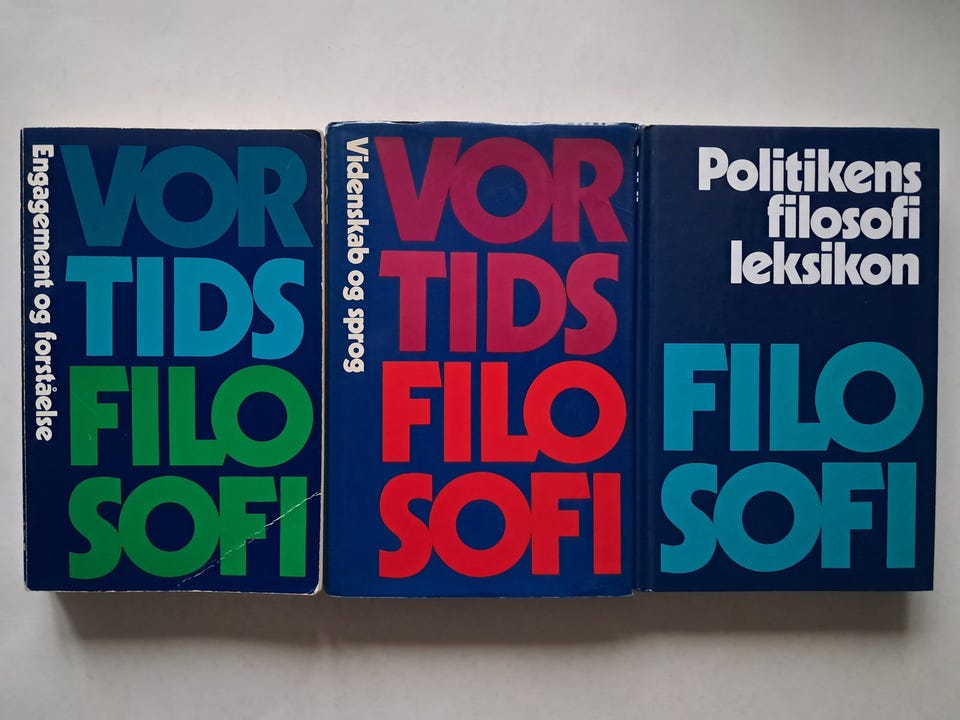 Engagement og forståelse
VOR
TIDS
FILO
SOFI
Videnskab og sprog
VOR
TIDS
FILO
SOFI
Politikens
filosofi
leksikon
FILO
SOFI